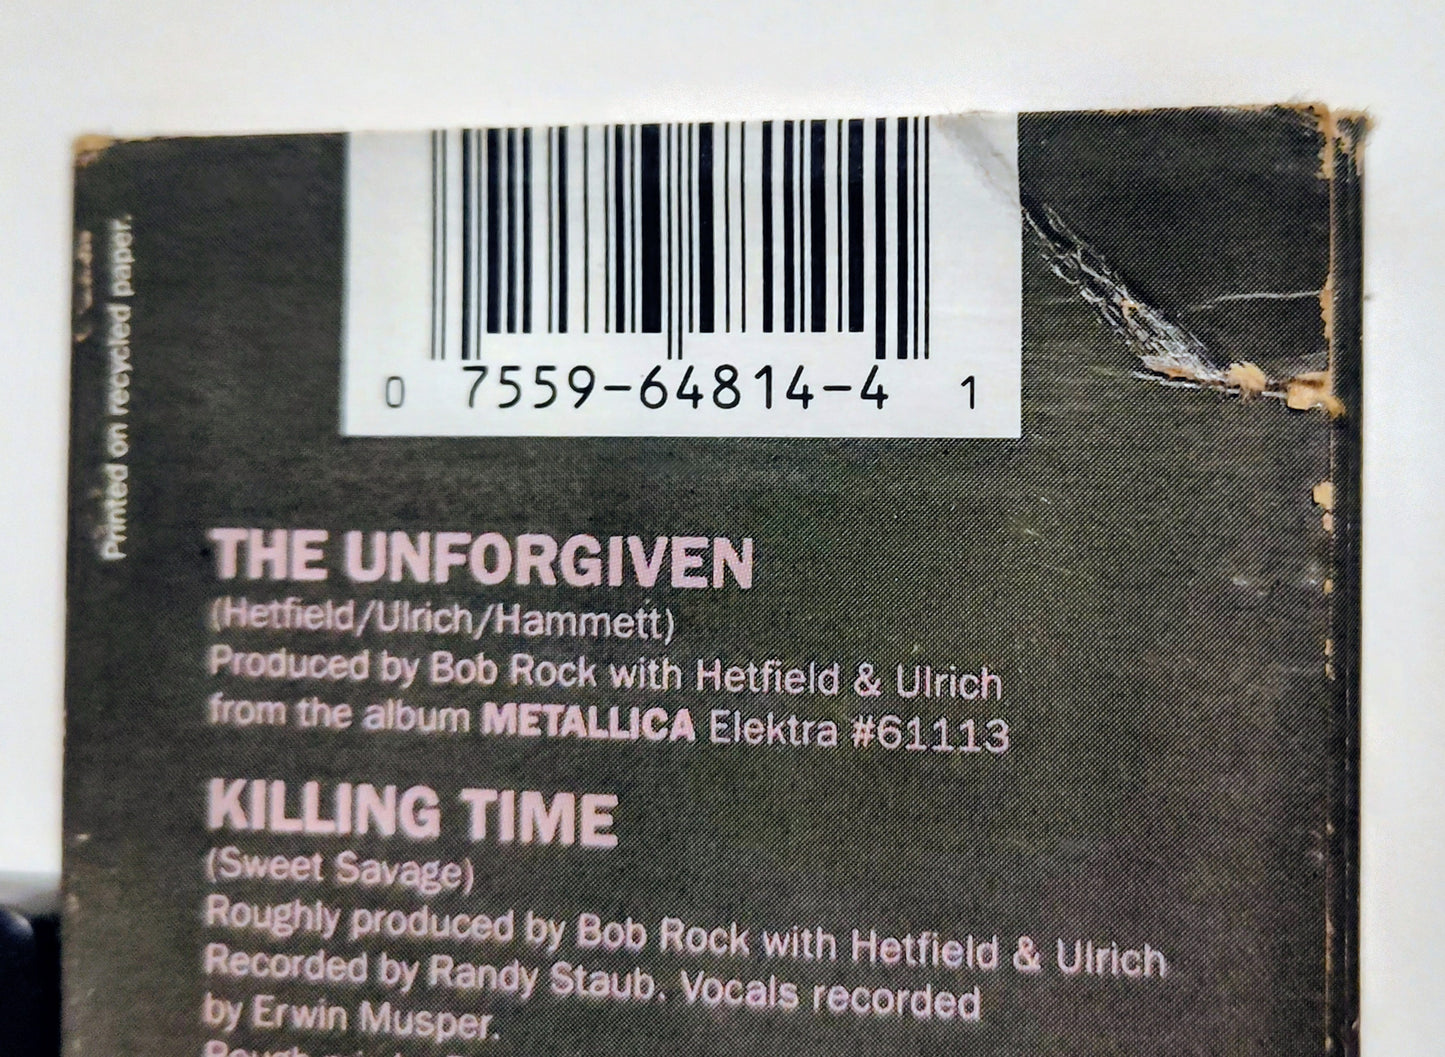 0 7559-64814-4 1
Printed on recycled paper.
THE UNFORGIVEN
(Hetfield/Ulrich/Hammett)
Produced by Bob Rock with Hetfield & Ulrich
from the album METALLICA Elektra #61113
KILLING TIME
(Sweet Savage)
Roughly produced by Bob Rock with Hetfield & Ulrich
Recorded by Randy Staub. Vocals recorded
by Erwin Musper.